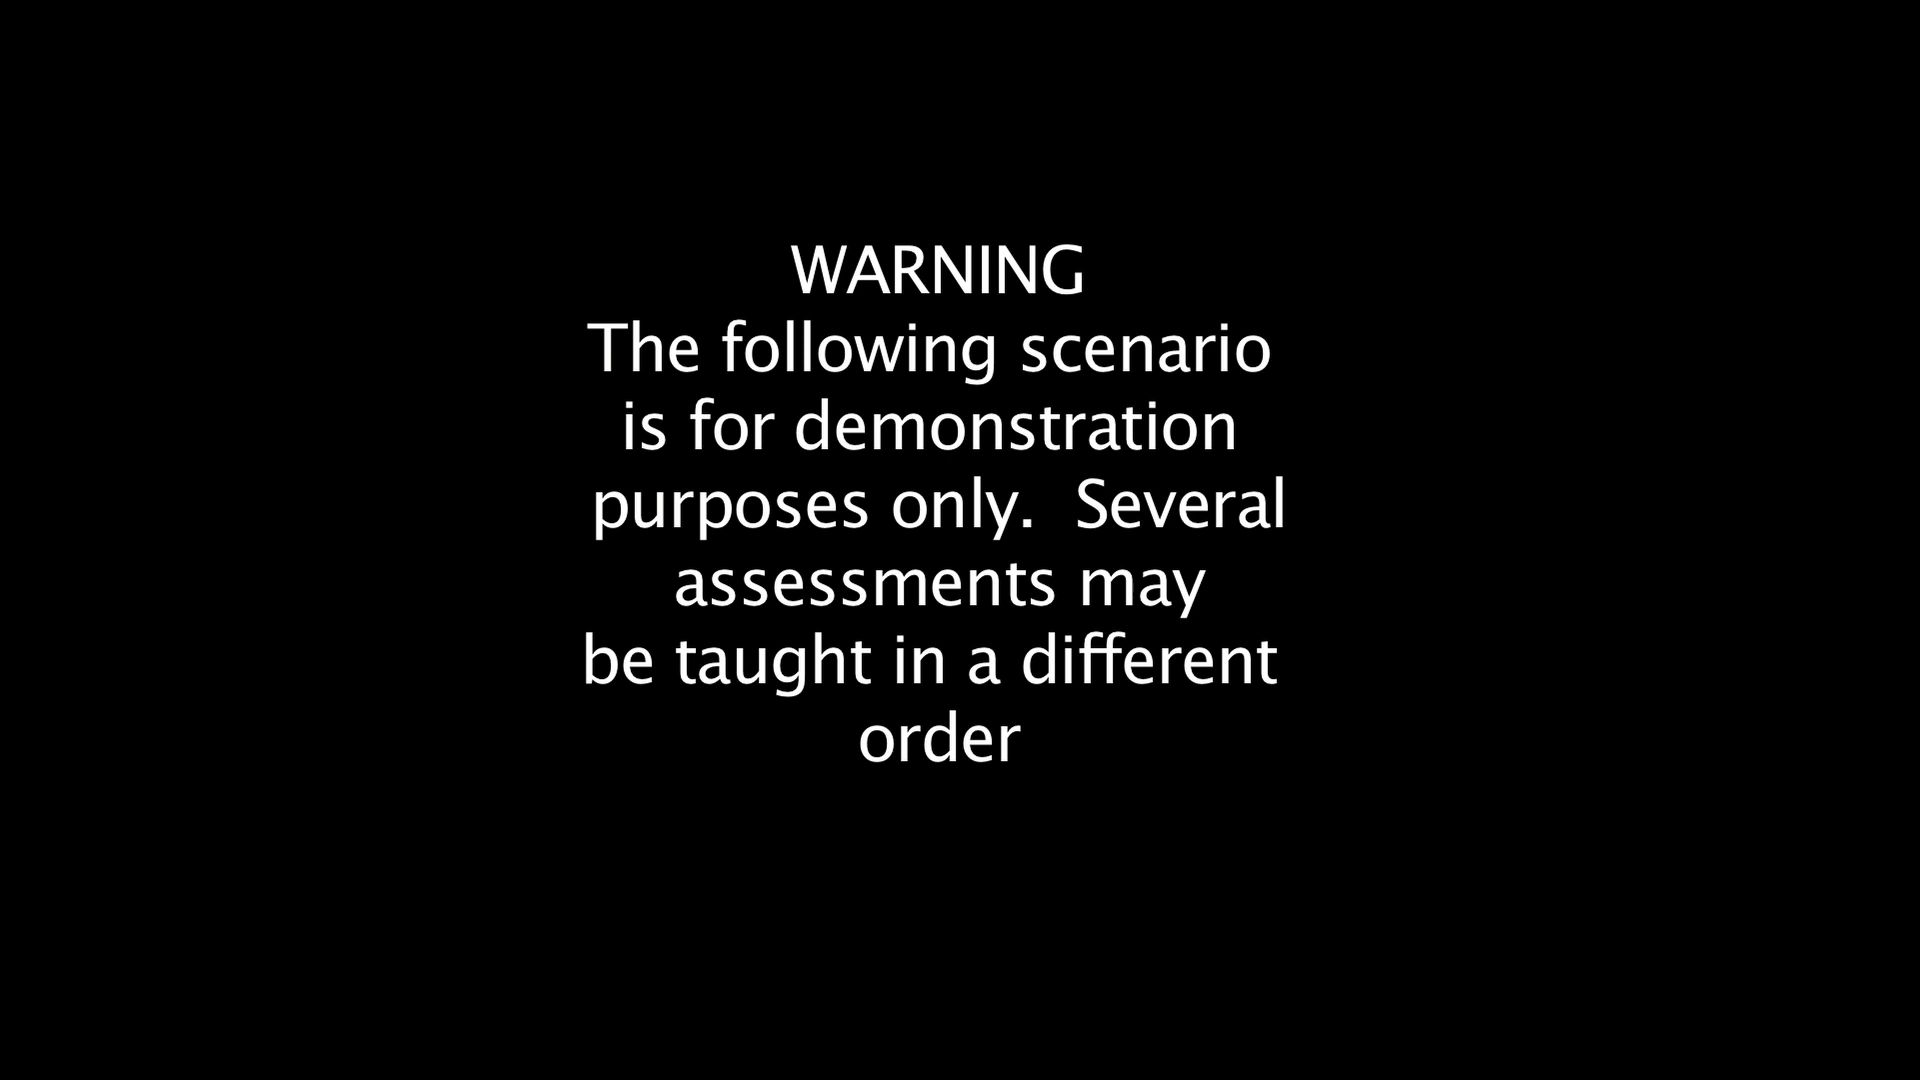 WARNING
The following scenario
is for demonstration
purposes only.  Several
assessments may
be taught in a different
order